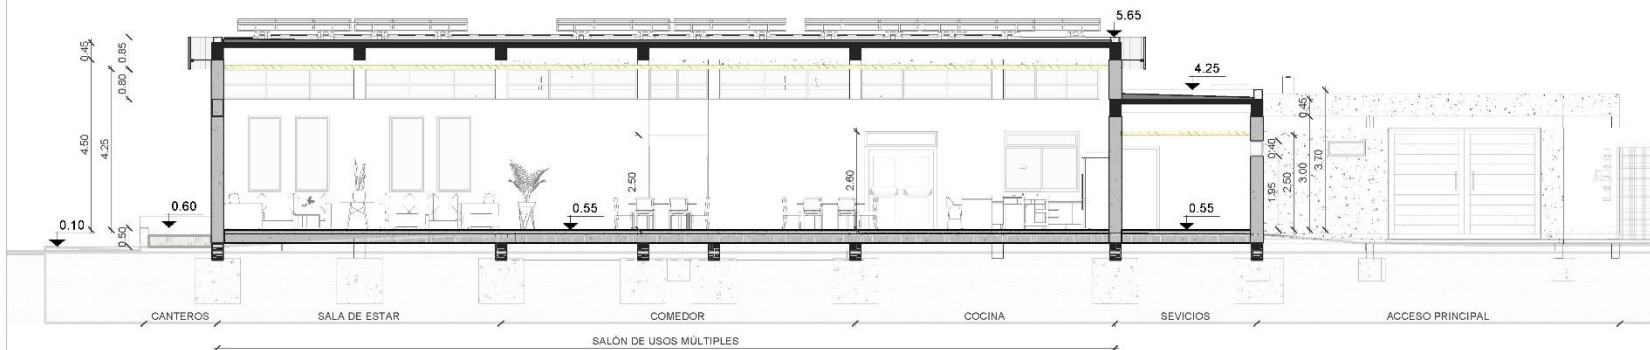 5.65
0.45
0.85
4.25
0.80
0.45
4.50
4.25
0.40
3.70
3.00
2.50
2.50
2.60
1.95
0.60
0.55
0.55
0.10
0.50
CANTEROS
SALA DE ESTAR
COMEDOR
COCINA
SEVICIOS
ACCESO PRINCIPAL
SALÓN DE USOS MÚLTIPLES